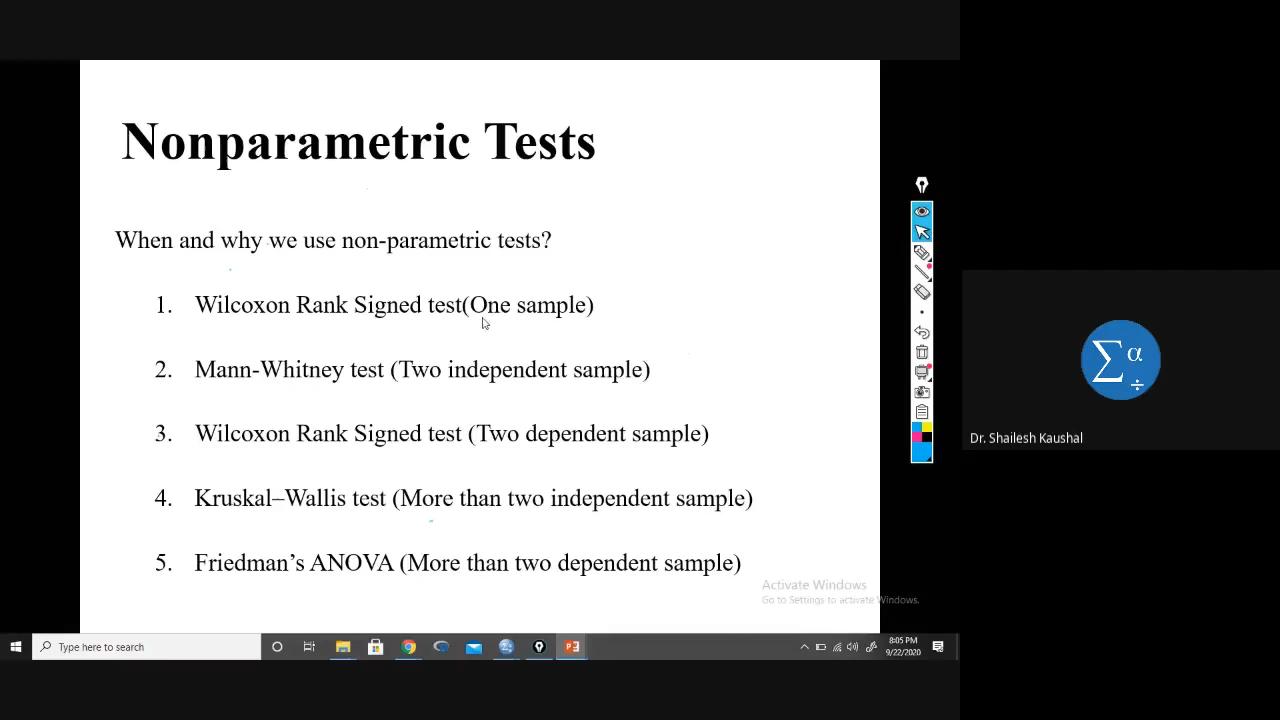 Nonparametric Tests
When and why we use non-parametric tests?
1. Wilcoxon Rank Signed test(One sample)
2. Mann-Whitney test (Two independent sample)
3. Wilcoxon Rank Signed test (Two dependent sample)
4. Kruskal–Wallis test (More than two independent sample)
5. Friedman’s ANOVA (More than two dependent sample)
Activate Windows
Go to Settings to activate Windows.
Σ α ÷
Dr. Shailesh Kaushal
Type here to search
8:05 PM
9/22/2020